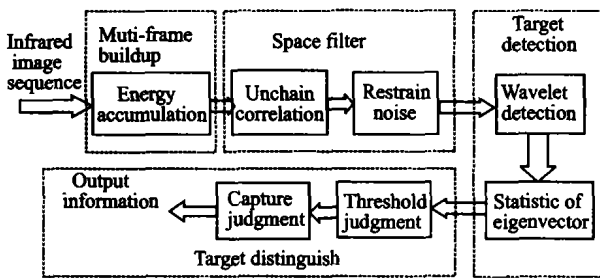 Infrared
image
sequence
Muti-frame
buildup
Energy
accumulation
Space filter
Unchain
correlation
Restrain
noise
Target
detection
Wavelet
detection
Statistic of
eigenvector
Threshold
judgment
Capture
judgment
Output
information
Target distinguish